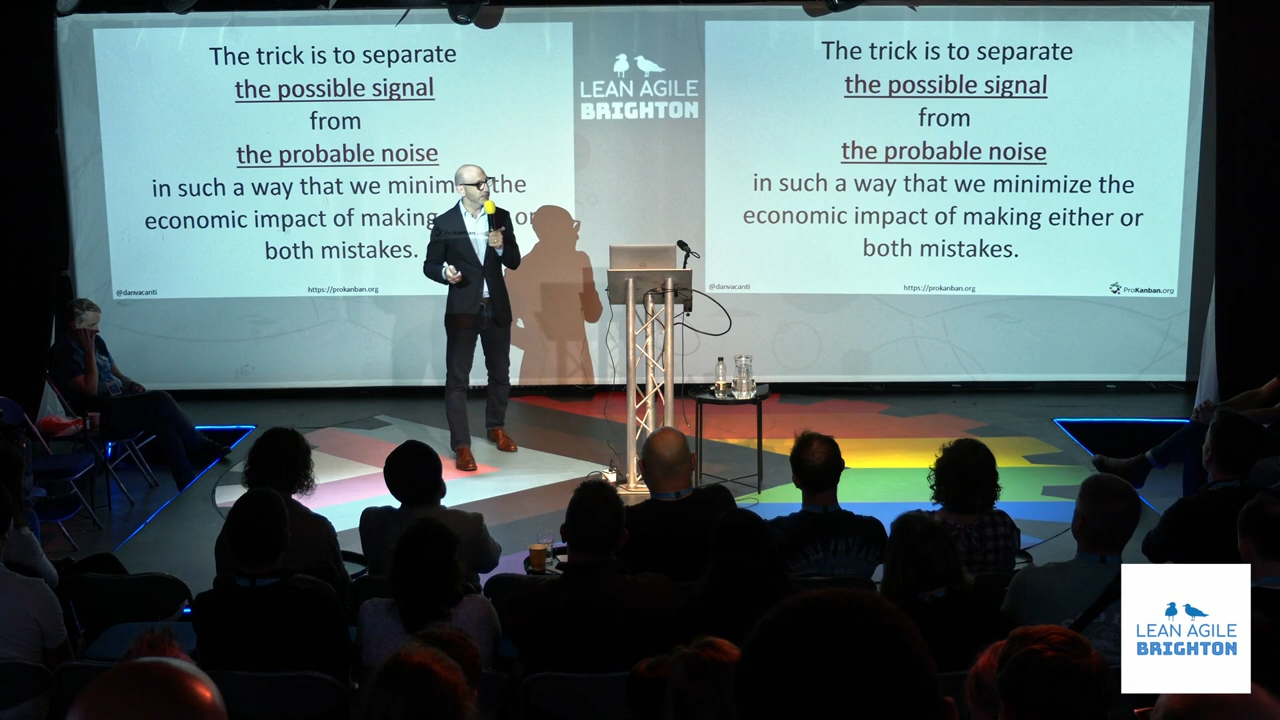 The trick is to separate
the possible signal
from
the probable noise
in such a way that we minim the
economic impact of making or
both mistakes.
@danvacanti
https://prokanban.org
ProKanban
LEAN AGILE
BRIGHTON
The trick is to separate
the possible signal
from
the probable noise
in such a way that we minimize the
economic impact of making either or
both mistakes.
@danvacanti
https://prokanban.org
ProKanban.org
LEAN AGILE
BRIGHTON